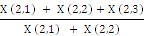 X (2,1) + X (2,2) + X (2,3)
X (2,1) + X (2,2)